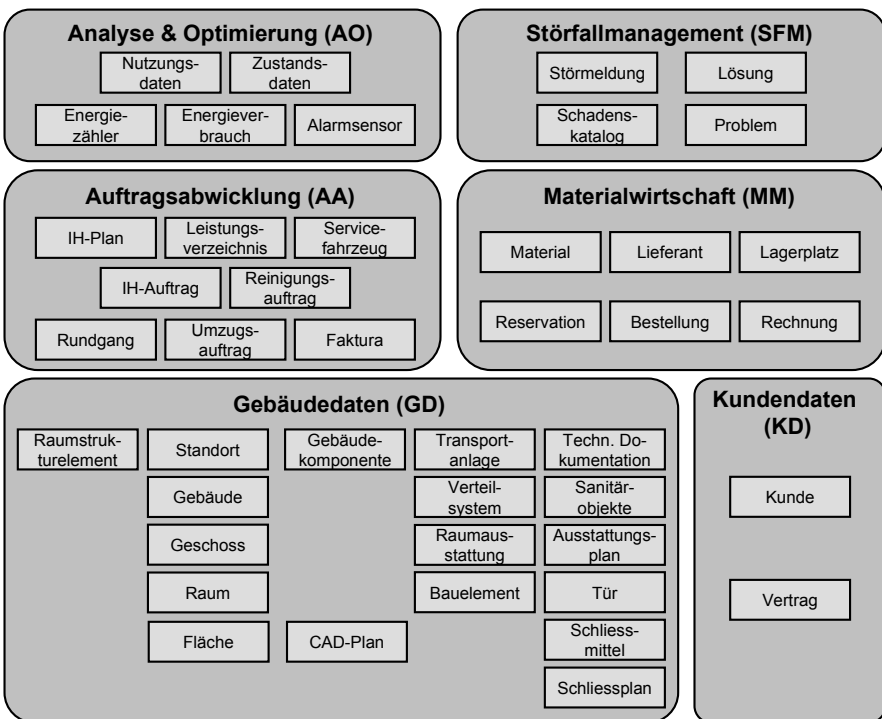 Analyse & Optimierung (AO)
Nutzungs-
daten
Zustands-
daten
Energie-
zähler
Energiever-
brauch
Alarmsensor
Störfallmanagement (SFM)
Störmeldung
Lösung
Schadens-
katalog
Problem
Auftragsabwicklung (AA)
IH-Plan
Leistungs-
verzeichnis
Service-
fahrzeug
IH-Auftrag
Reinigungs-
auftrag
Rundgang
Umzugs-
auftrag
Faktura
Materialwirtschaft (MM)
Material
Lieferant
Lagerplatz
Reservation
Bestellung
Rechnung
Gebäudedaten (GD)
Raumstruk-
turelement
Standort
Gebäude-
komponente
Transport-
anlage
Techn. Do-
kumentation
Gebäude
Verteil-
system
Sanitär-
objekte
Geschoss
Raumaus-
stattung
Ausstattungs-
plan
Raum
Bauelement
Tür
Fläche
CAD-Plan
Schliess-
mittel
Schliessplan
Kundendaten
(KD)
Kunde
Vertrag